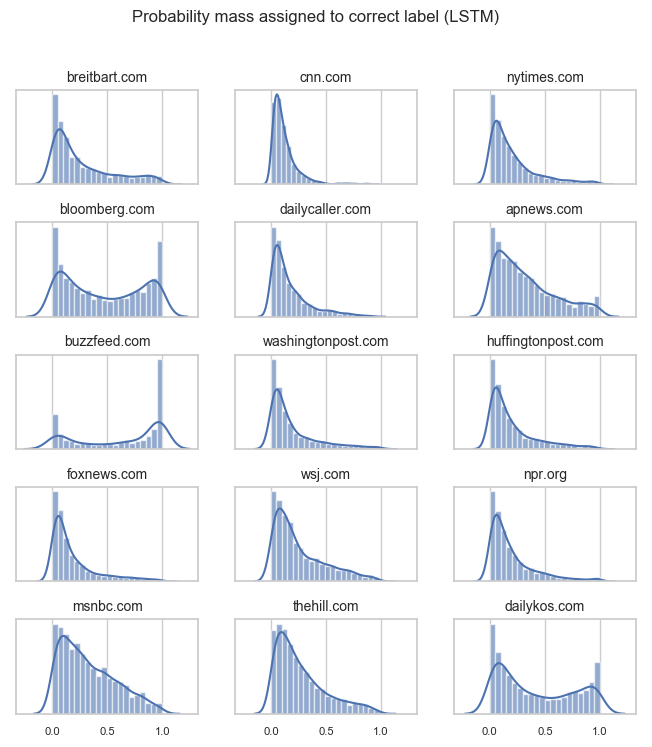 Probability mass assigned to correct label (LSTM)
breitbart.com cnn.com nytimes.com
bloomberg.com dailycaller.com apnews.com
buzzfeed.com washingtonpost.com huffingtonpost.com
foxnews.com wsj.com npr.org
msnbc.com thehill.com dailykos.com
0.0 0.5 1.0 0.0 0.5 1.0 0.0 0.5 1.0